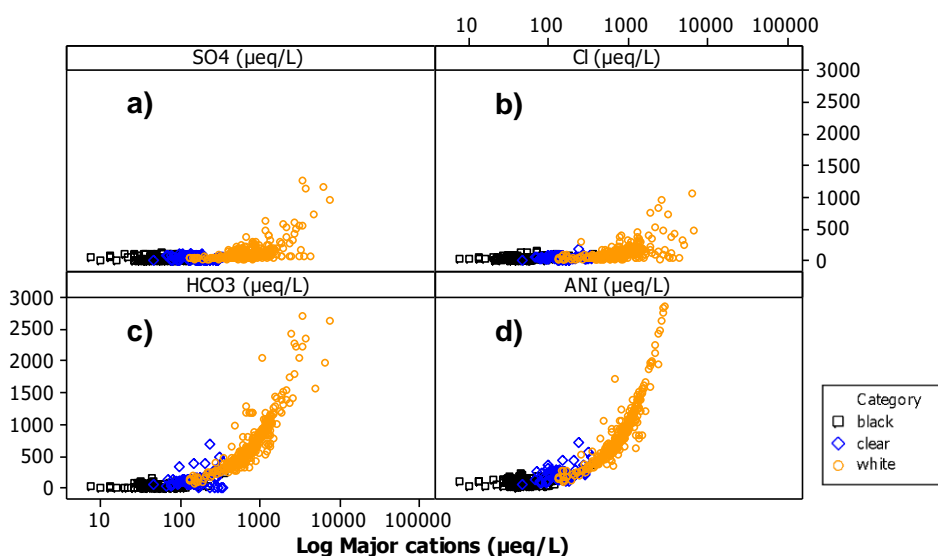 10 100 1000 10000 100000
SO4 (µeq/L) Cl (µeq/L)
a) b)
3000
2500
2000
1500
1000
500
0
HCO3 (µeq/L) ANI (µeq/L)
c) d)
3000
2500
2000
1500
1000
500
0
10 100 1000 10000 100000
Log Major cations (µeq/L)
Category
black
clear
white